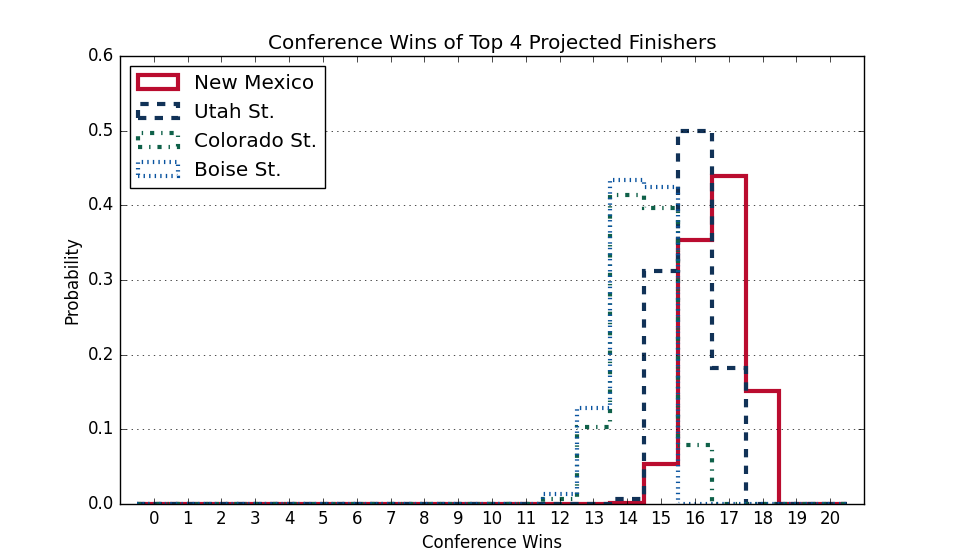 Conference Wins of Top 4 Projected Finishers
0.6
0.5
0.4
0.3
0.2
0.1
0.0
Probability
New Mexico
Utah St.
Colorado St.
Boise St.
0 1 2 3 4 5 6 7 8 9 10 11 12 13 14 15 16 17 18 19 20
Conference Wins